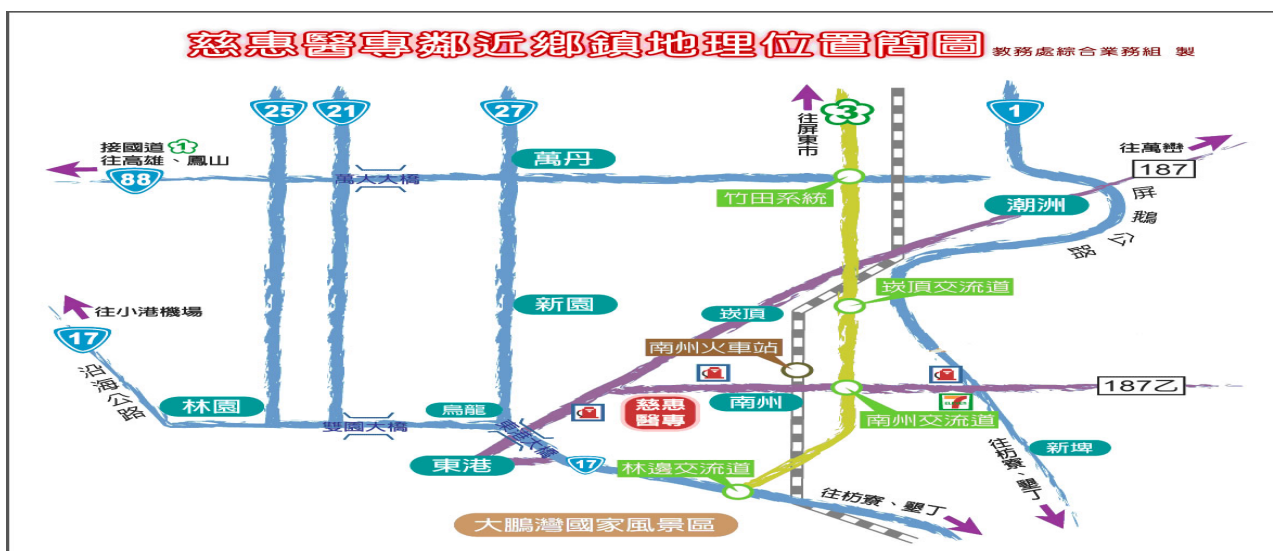 慈惠醫專鄰近鄉鎮地理位置簡圖 教務處綜合業務組 製
25
21
27
往屏東市
3
1
接國道1
往高雄、鳳山
88
萬大大橋
萬丹
竹田系統
往萬巒
187
潮洲
屏鵝公路
往小港機場
17
沿海公路
新園
崁頂
崁頂交流道
南州火車站
林園
雙園大橋
烏龍
東港大橋
慈惠
醫專
南州
187乙
7
南州交流道
東港
17
林邊交流道
往枋寮、墾丁
往枋寮、墾丁
新埤
大鵬灣國家風景區